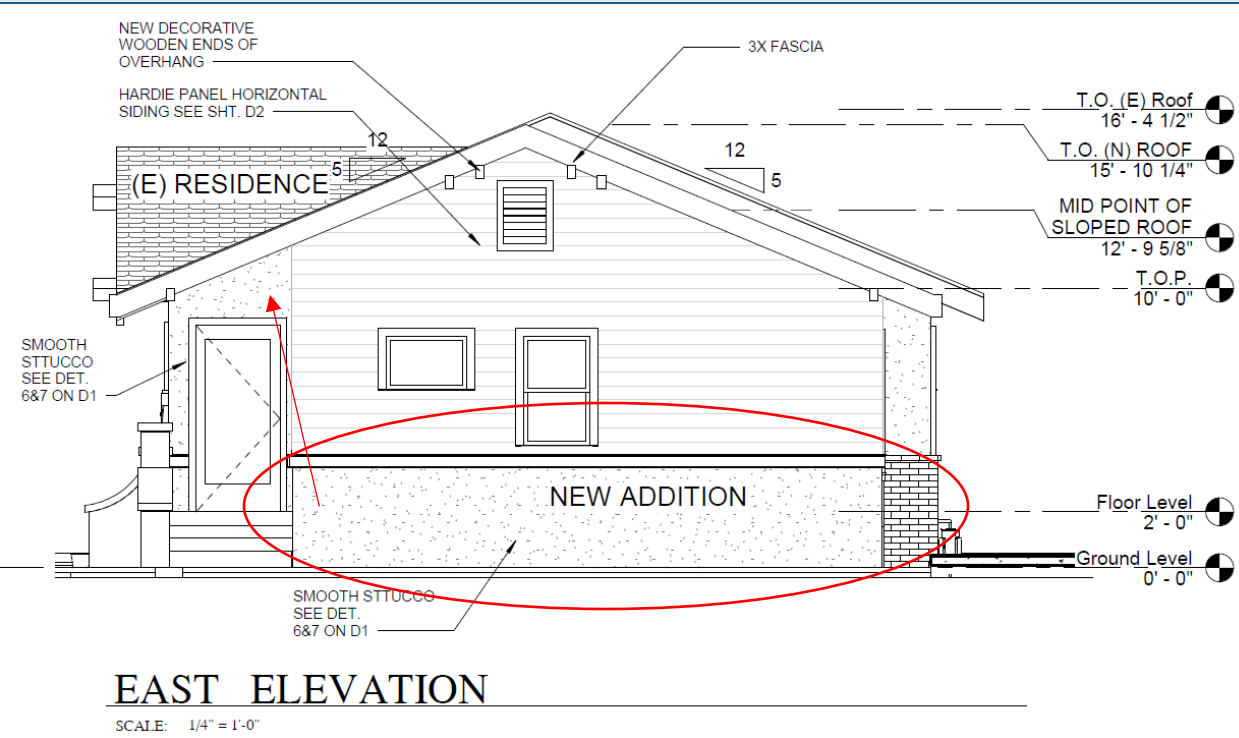 NEW DECORATIVE
WOODEN ENDS OF
OVERHANG
3X FASCIA
HARDIE PANEL HORIZONTAL
SIDING SEE SHT. D2
T.O. (E) Roof
16' - 4 1/2"
12
5
12
5
T.O. (N) ROOF
15' - 10 1/4"
(E) RESIDENCE
MID POINT OF
SLOPED ROOF
12' - 9 5/8"
T.O.P.
10' - 0"
SMOOTH
STTUCCO
SEE DET.
6&7 ON D1
NEW ADDITION
Floor Level
2' - 0"
Ground Level
0' - 0"
SMOOTH STTUCCO
SEE DET.
6&7 ON D1
EAST ELEVATION
SCALE: 1/4" = 1'-0"